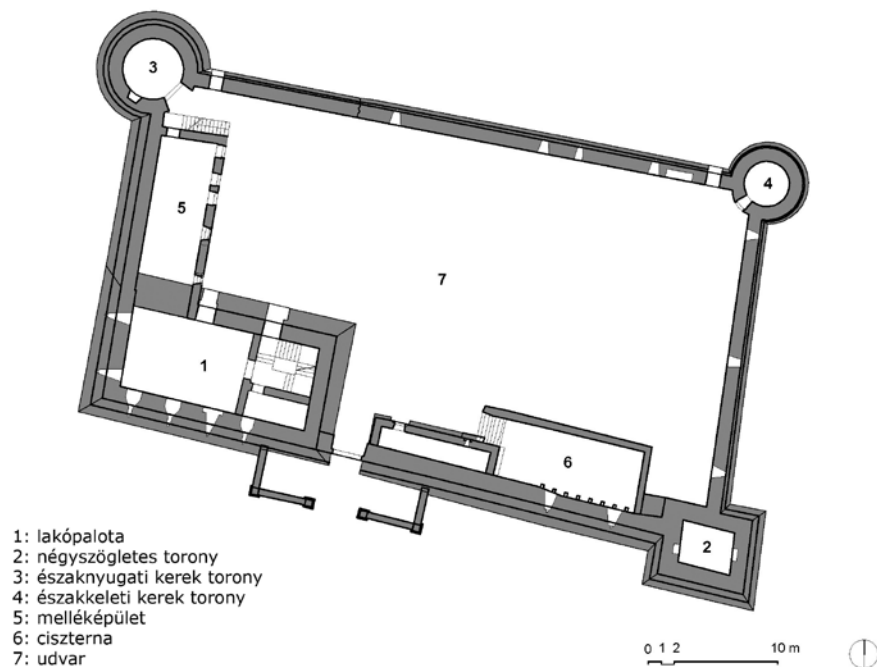 3
4
5
7
1
6
2
1: lakópalota
2: négyszögletes torony
3: északnyugati kerek torony
4: északkeleti kerek torony
5: melléképület
6: ciszterna
7: udvar
0 1 2 10 m